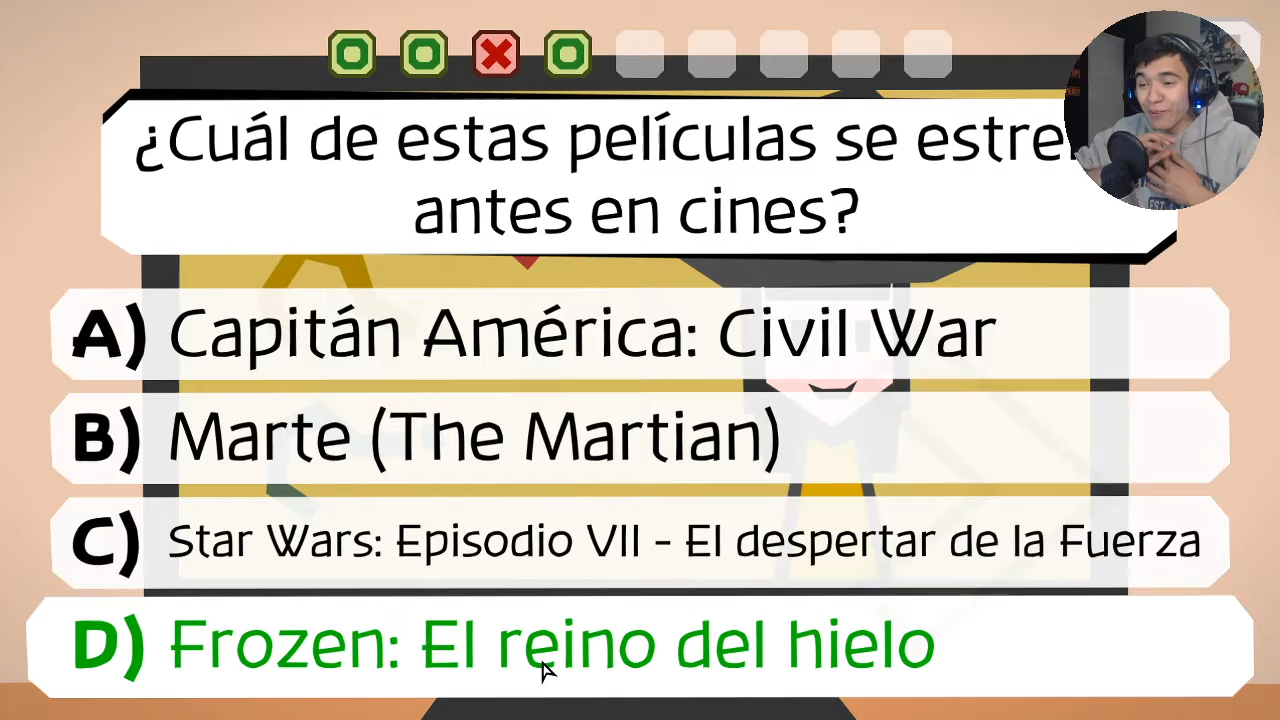 ¿Cuál de estas películas se
antes en cines?
A) Capitán América: Civil War
B) Marte (The Martian)
C) Star Wars: Episodio VII - El despertar de la Fuerza
D) Frozen: El reino del hielo